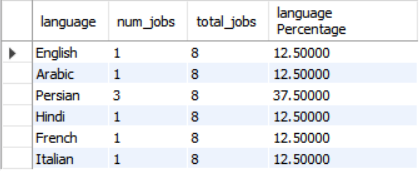 language num_jobs total_jobs language Percentage
English 1 8 12.50000
Arabic 1 8 12.50000
Persian 3 8 37.50000
Hindi 1 8 12.50000
French 1 8 12.50000
Italian 1 8 12.50000